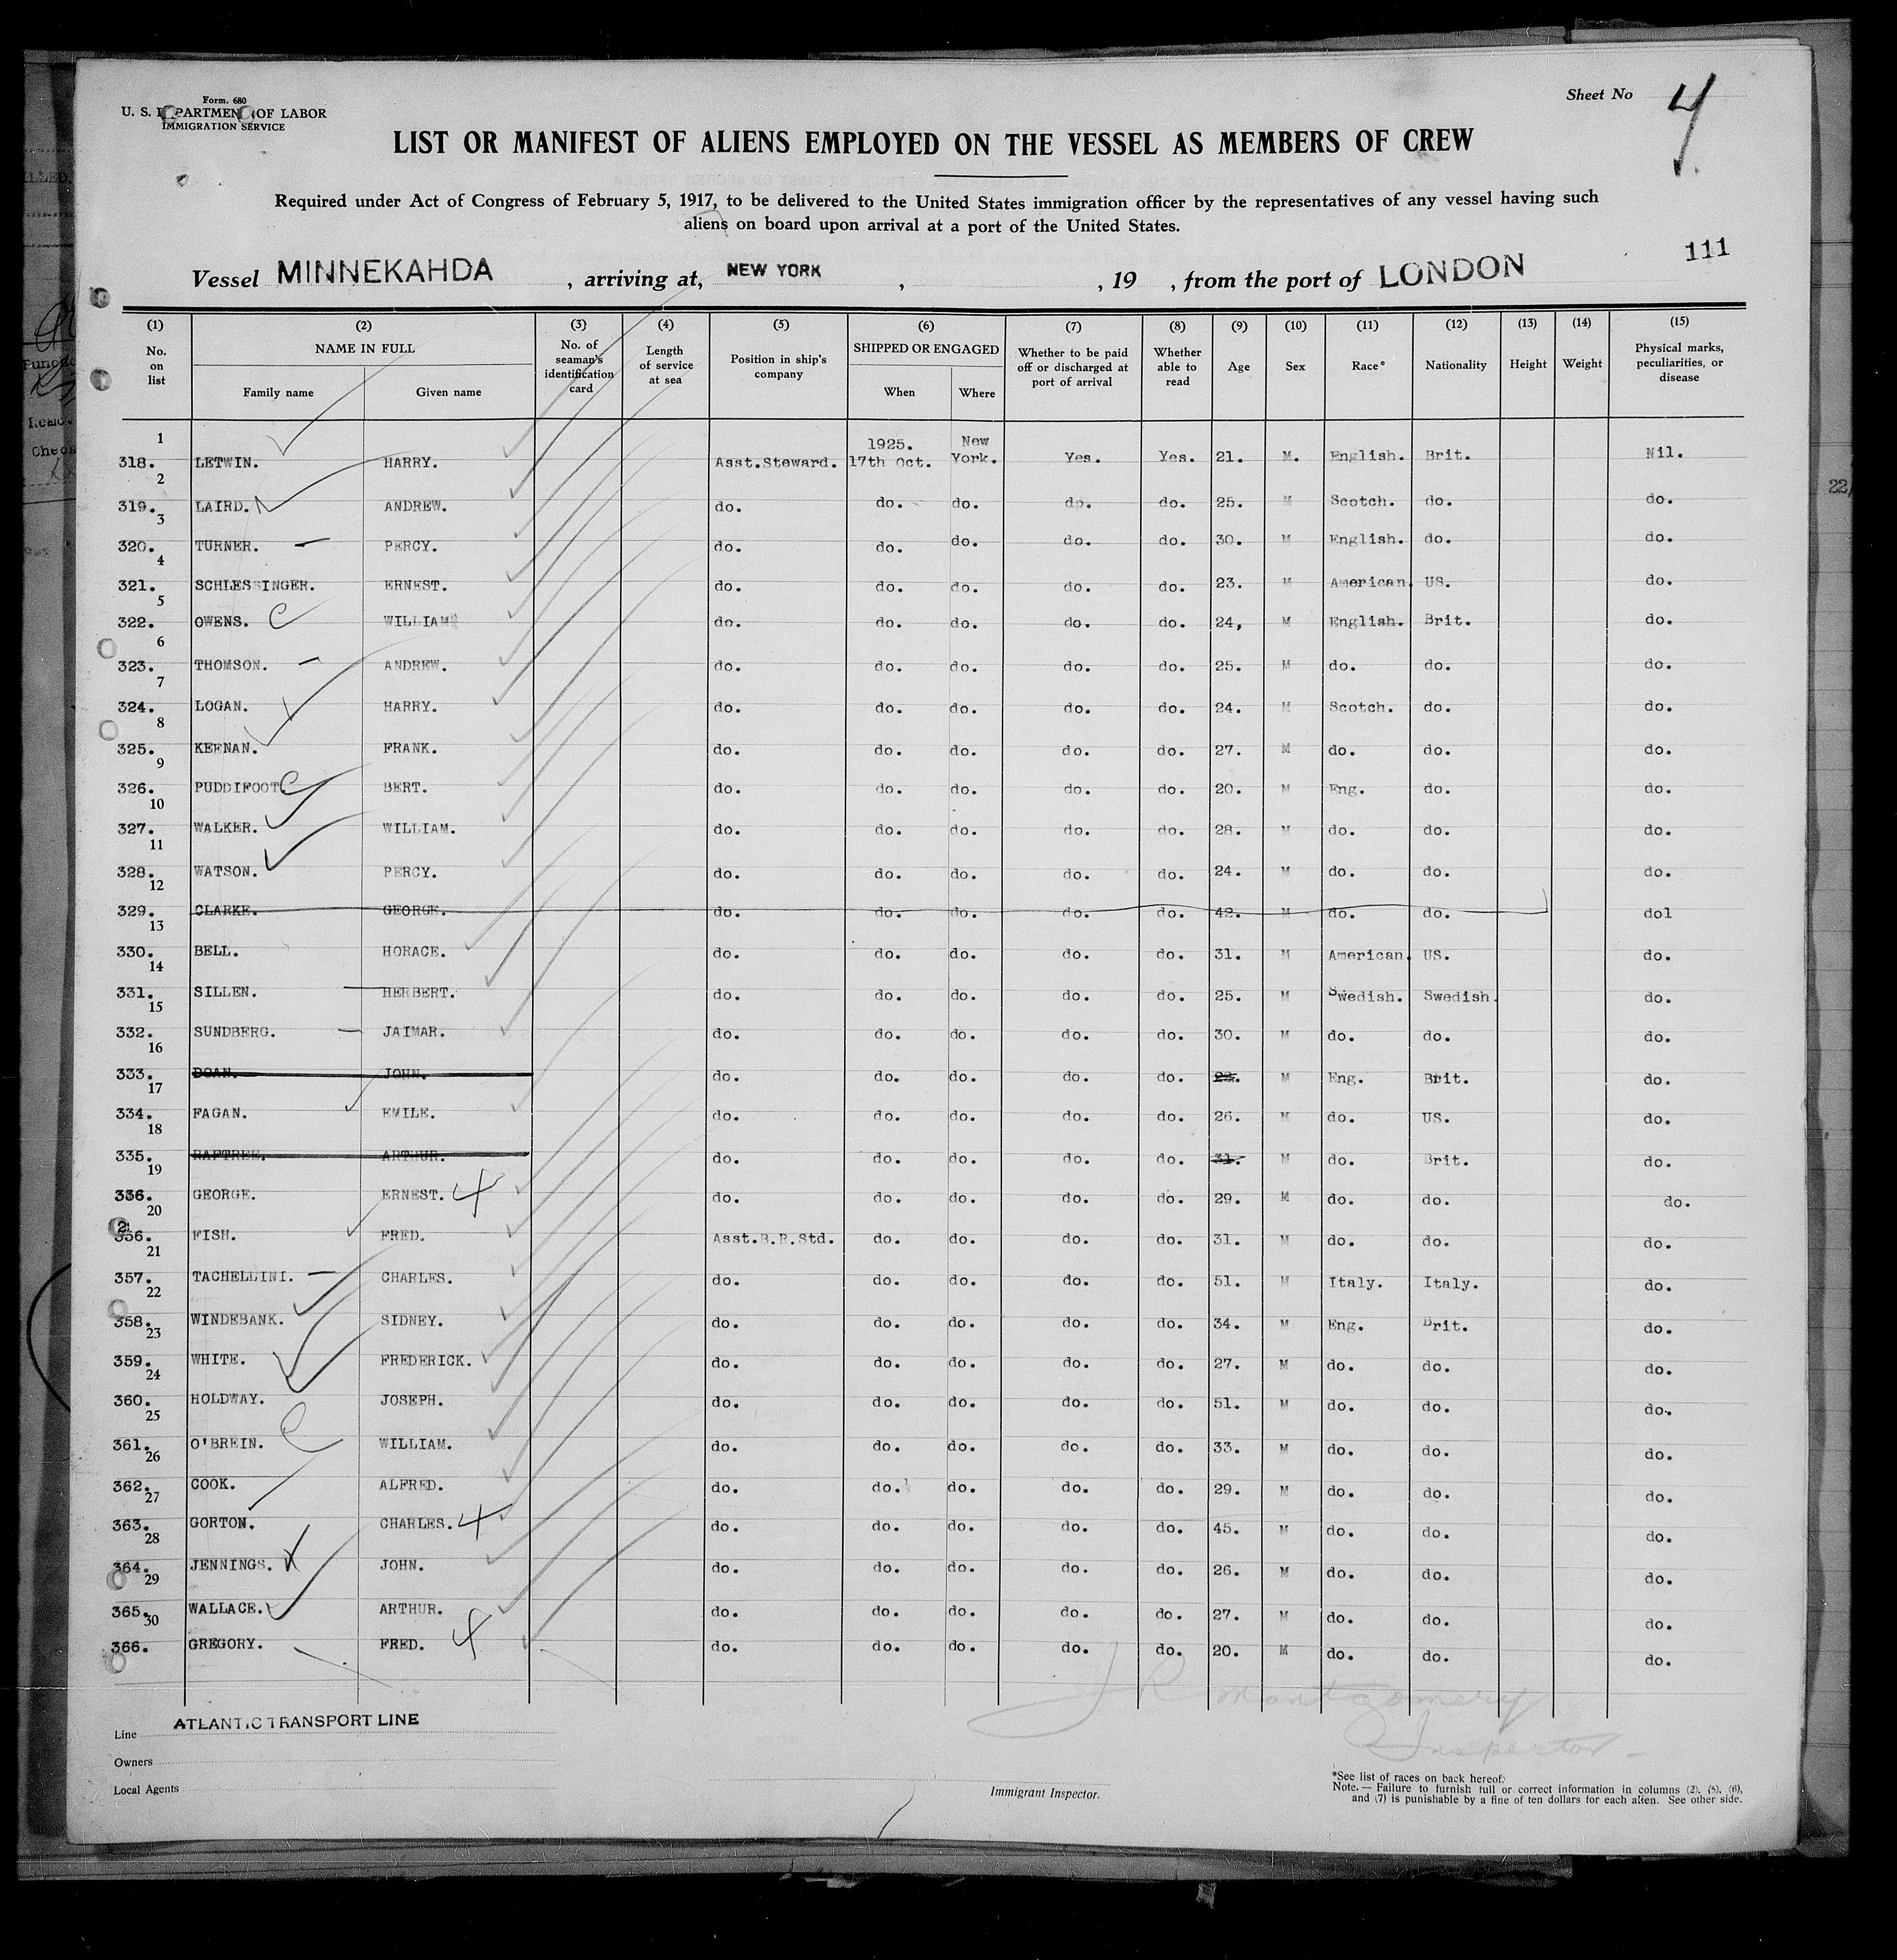 Form. 680
U. S. DEPARTMENT OF LABOR
IMMIGRATION SERVICE
Sheet No 4
LIST OR MANIFEST OF ALIENS EMPLOYED ON THE VESSEL AS MEMBERS OF CREW
Required under Act of Congress of February 5, 1917, to be delivered to the United States immigration officer by the representatives of any vessel having such
aliens on board upon arrival at a port of the United States.
111
Vessel MINNEKAHDA , arriving at, NEW YORK , , 19 , from the port of LONDON
(1) (2) (3) (4) (5) (6) (7) (8) (9) (10) (11) (12) (13) (14) (15)
No. on list NAME IN FULL Family name Given name No. of seaman's identification card Length of service at sea Position in ship's company SHIPPED OR ENGAGED When Where Whether to be paid off or discharged at port of arrival Whether able to read Age Sex Race* Nationality Height Weight Physical marks, peculiarities, or disease
1 1925. New
318. LETWIN. HARRY. Asst.Steward. 17th Oct. York. Yes. Yes. 21. M. English. Brit. Nil.
2
319. LAIRD. ANDREW. do. do. do. do. do. 25. M Scotch. do. do.
3
320. TURNER. PERCY. do. do. do. do. do. 30. M English. do. do.
4
321. SCHLESSINGER. ERNEST. do. do. do. do. do. 23. M American. US. do.
5
322. OWENS. C WILLIAM do. do. do. do. do. 24, M English. Brit. do.
6
323. THOMSON. ANDREW. do. do. do. do. do. 25. M do. do. do.
7
324. LOGAN. HARRY. do. do. do. do. do. 24. M Scotch. do. do.
8
325. KEENAN. FRANK. do. do. do. do. do. 27. M do. do. do.
9
326. PUDDIFOOT C BERT. do. do. do. do. do. 20. M Eng. do. do.
10
327. WALKER. WILLIAM. do. do. do. do. do. 28. M do. do. do.
11
328. WATSON. PERCY. do. do. do. do. do. 24. M do. do. do.
12
329. CLARKE. GEORGE. do. do. do. do. do. 42. M do. do. dol
13
330. BELL. HORACE. do. do. do. do. do. 31. M American. US. do.
14
331. SILLEN. HERBERT. do. do. do. do. do. 25. M Swedish. Swedish. do.
15
332. SUNDBERG. JAIMAR. do. do. do. do. do. 30. M do. do. do.
16
333. DOAN. JOHN. do. do. do. do. do. M Eng. Brit. do.
17
334. FAGAN. EMILE. do. do. do. do. do. 26. M do. US. do.
18
335. RAFTREE. ARTHUR. do. do. do. do. do. 31. M do. Brit. do.
19
336. GEORGE. ERNEST. 4 do. do. do. do. do. 29. M do. do. do.
20
356. FISH. FRED. Asst.B.R.Std. do. do. do. do. 31. M do. do. do.
21
357. TACHELLINI. CHARLES. do. do. do. do. do. 51. M Italy. Italy. do.
22
358. WINDEBANK. SIDNEY. do. do. do. do. do. 34. M Eng. Brit. do.
23
359. WHITE. FREDERICK. do. do. do. do. do. 27. M do. do. do.
24
360. HOLDWAY. JOSEPH. do. do. do. do. do. 51. M do. do. do.
25
361. O'BREIN. C WILLIAM. do. do. do. do. do. 33. M do. do. do.
26
362. COOK. ALFRED. do. do. do. do. do. 29. M do. do. do.
27
363. GORTON. CHARLES. 4 do. do. do. do. do. 45. M do. do. do.
28
364. JENNINGS. JOHN. do. do. do. do. do. 26. M do. do. do.
29
365. WALLACE. ARTHUR. do. do. do. do. do. 27. M do. do. do.
30
366. GREGORY. FRED. 4 do. do. do. do. do. 20. M do. do. do.
J R Montgomery
Inspector
Line ATLANTIC TRANSPORT LINE
Owners
Local Agents
Immigrant Inspector.
*See list of races on back hereof.
Note.— Failure to furnish full or correct information in columns (2), (5), (6),
and (7) is punishable by a fine of ten dollars for each alien. See other side.